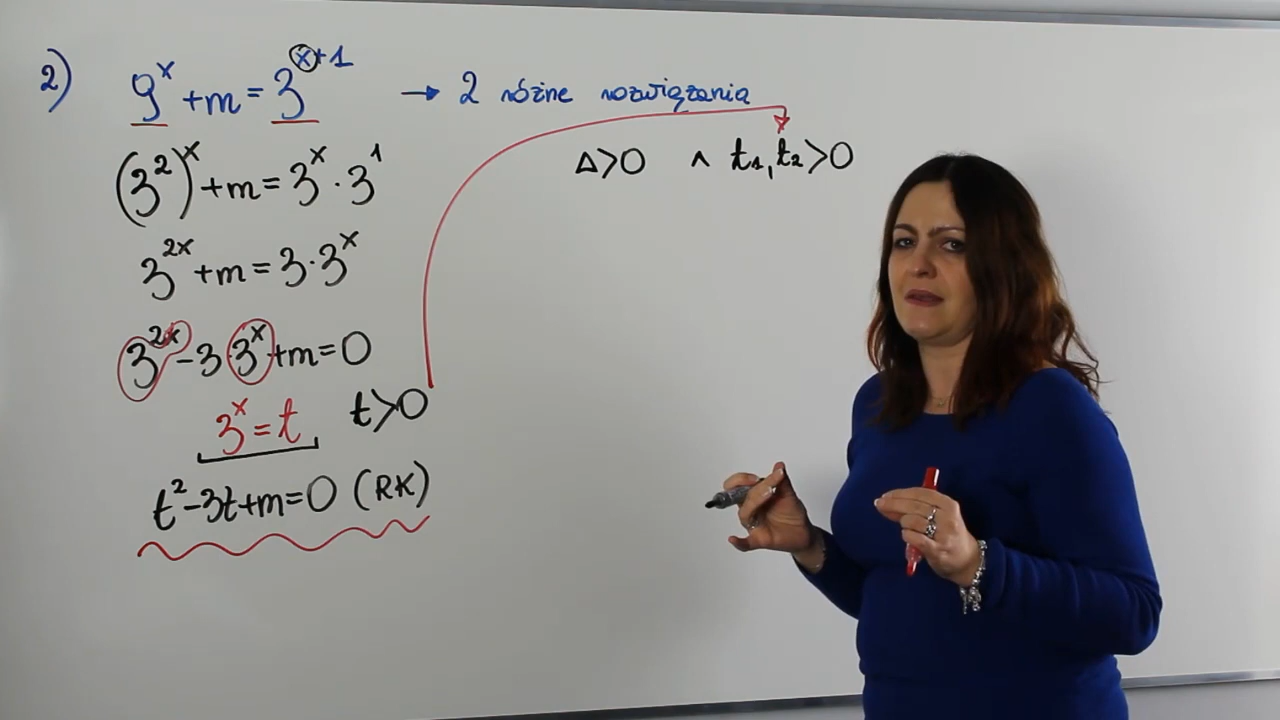 2) 9^x + m = 3^{x+1} → 2 różne rozwiązania
Δ>0 ∧ t₁,t₂>0
(3²)^x + m = 3^x · 3¹
3^{2x} + m = 3 · 3^x
3^{2x} - 3 3^x + m = 0
3^x = t t>0
t² - 3t + m = 0 (RK)